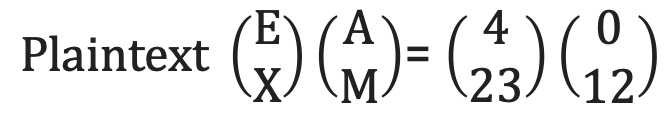 Plaintext (E X) (A M) = (4 23) (0 12)